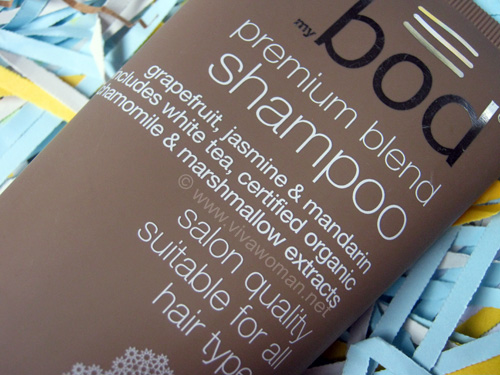 my bod
premium blend
shampoo
grapefruit, jasmine & mandarin
includes white tea, certified organic
chamomile & marshmallow extracts
© www.vivawoman.net
salon quality
suitable for all
hair type